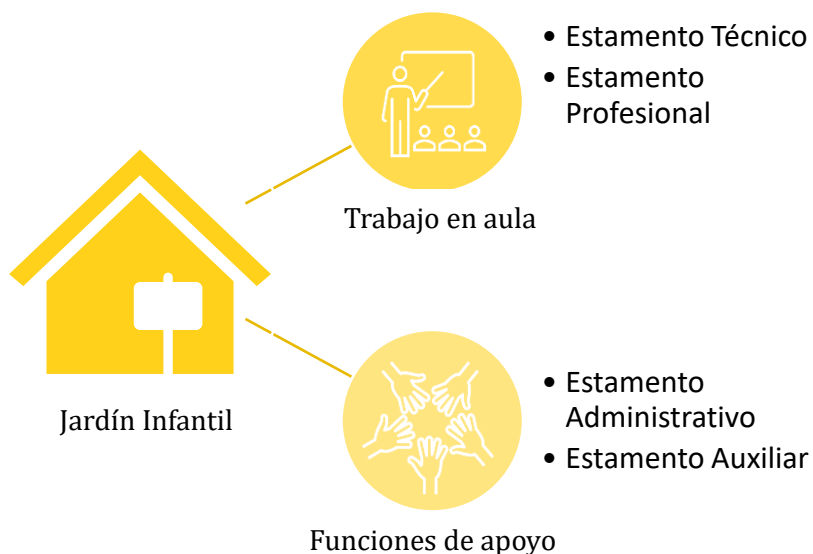 • Estamento Técnico
• Estamento
Profesional
Trabajo en aula
Jardín Infantil
• Estamento
Administrativo
• Estamento Auxiliar
Funciones de apoyo